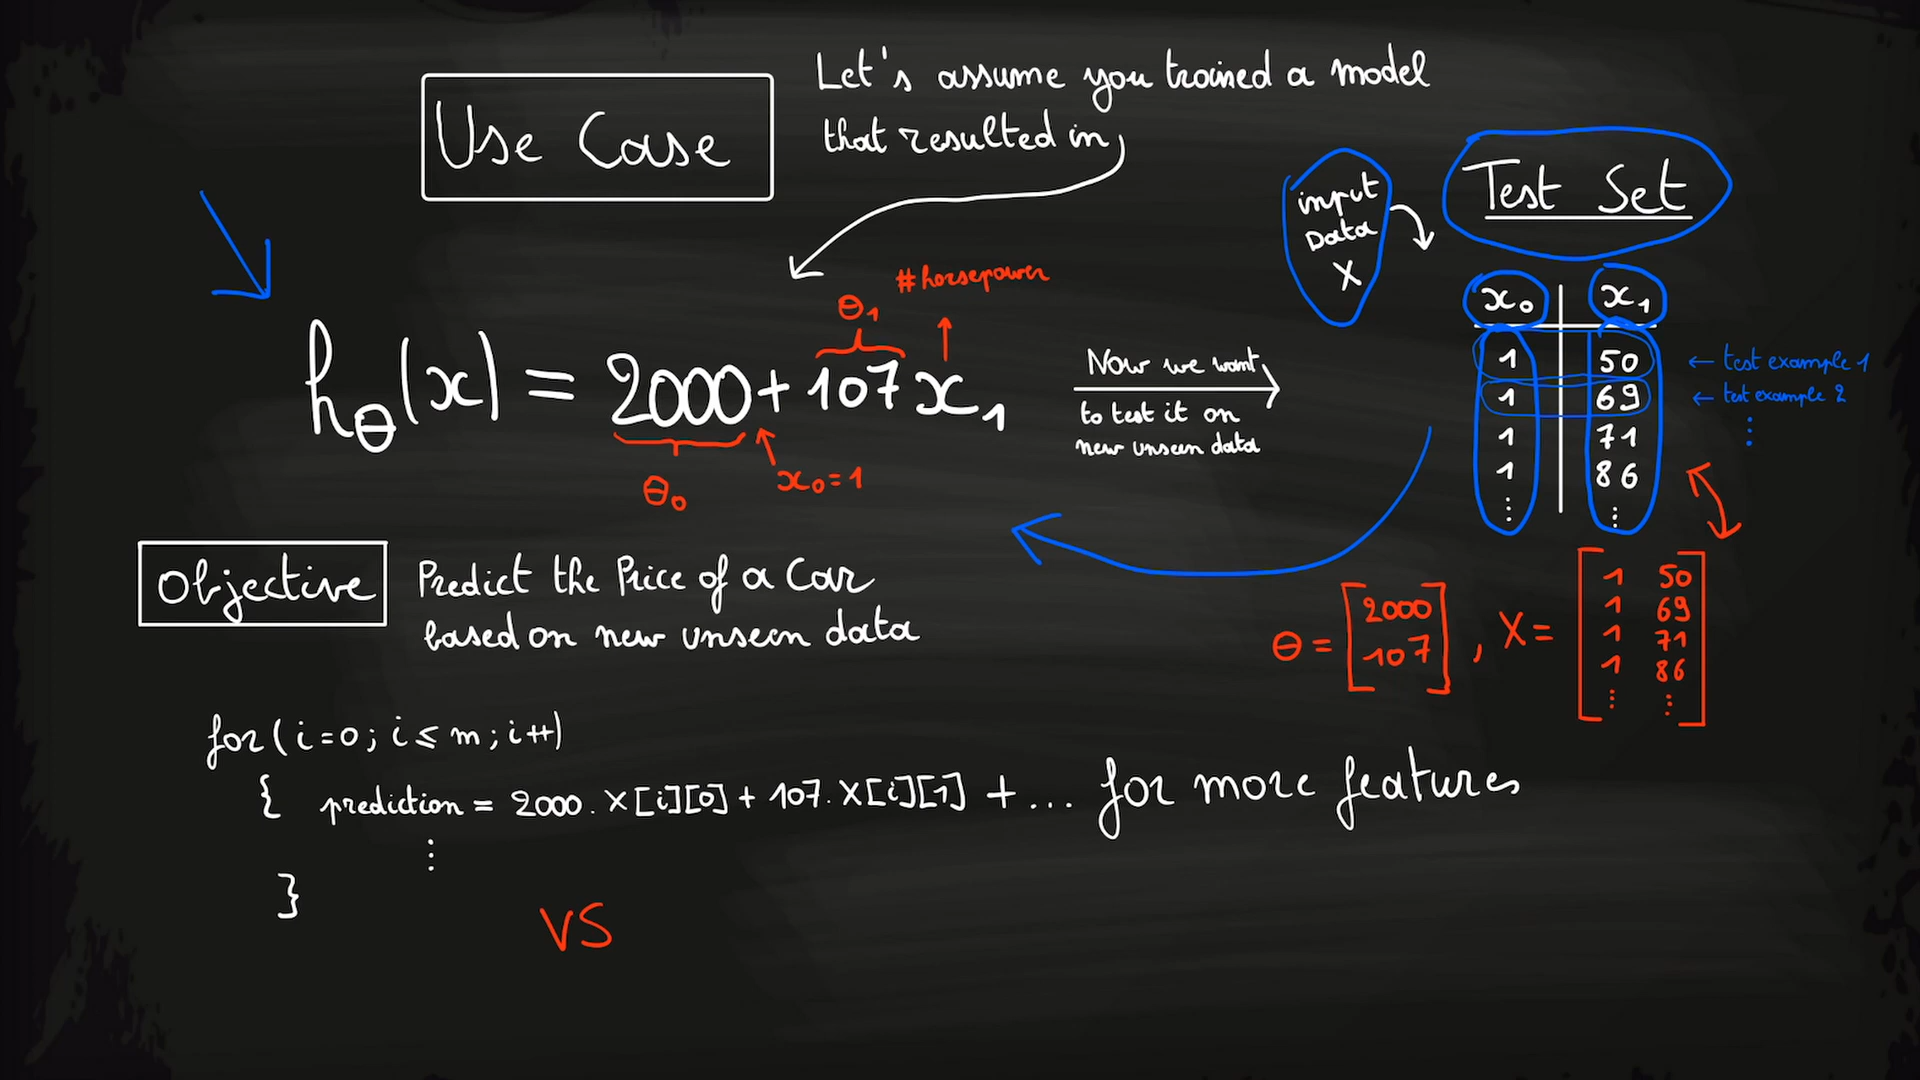 Use Case
Let's assume you trained a model
that resulted in
input
Data
X
Test Set
#horsepower
θ₁
hθ(x) = 2000 + 107 x₁
θ₀
x₀ = 1
Now we want
to test it on
new unseen data
x₀ x₁
1 50 ← test example 1
1 69 ← test example 2
1 71 ⋮
1 86
⋮ ⋮
Objective
Predict the Price of a Car
based on new unseen data
θ = [2000
107]
, X = [1 50
1 69
1 71
1 86
⋮ ⋮]
for(i=0; i ≤ m; i++)
{ prediction = 2000 . X[i][0] + 107. X[i][1] + ... for more features
⋮
}
VS